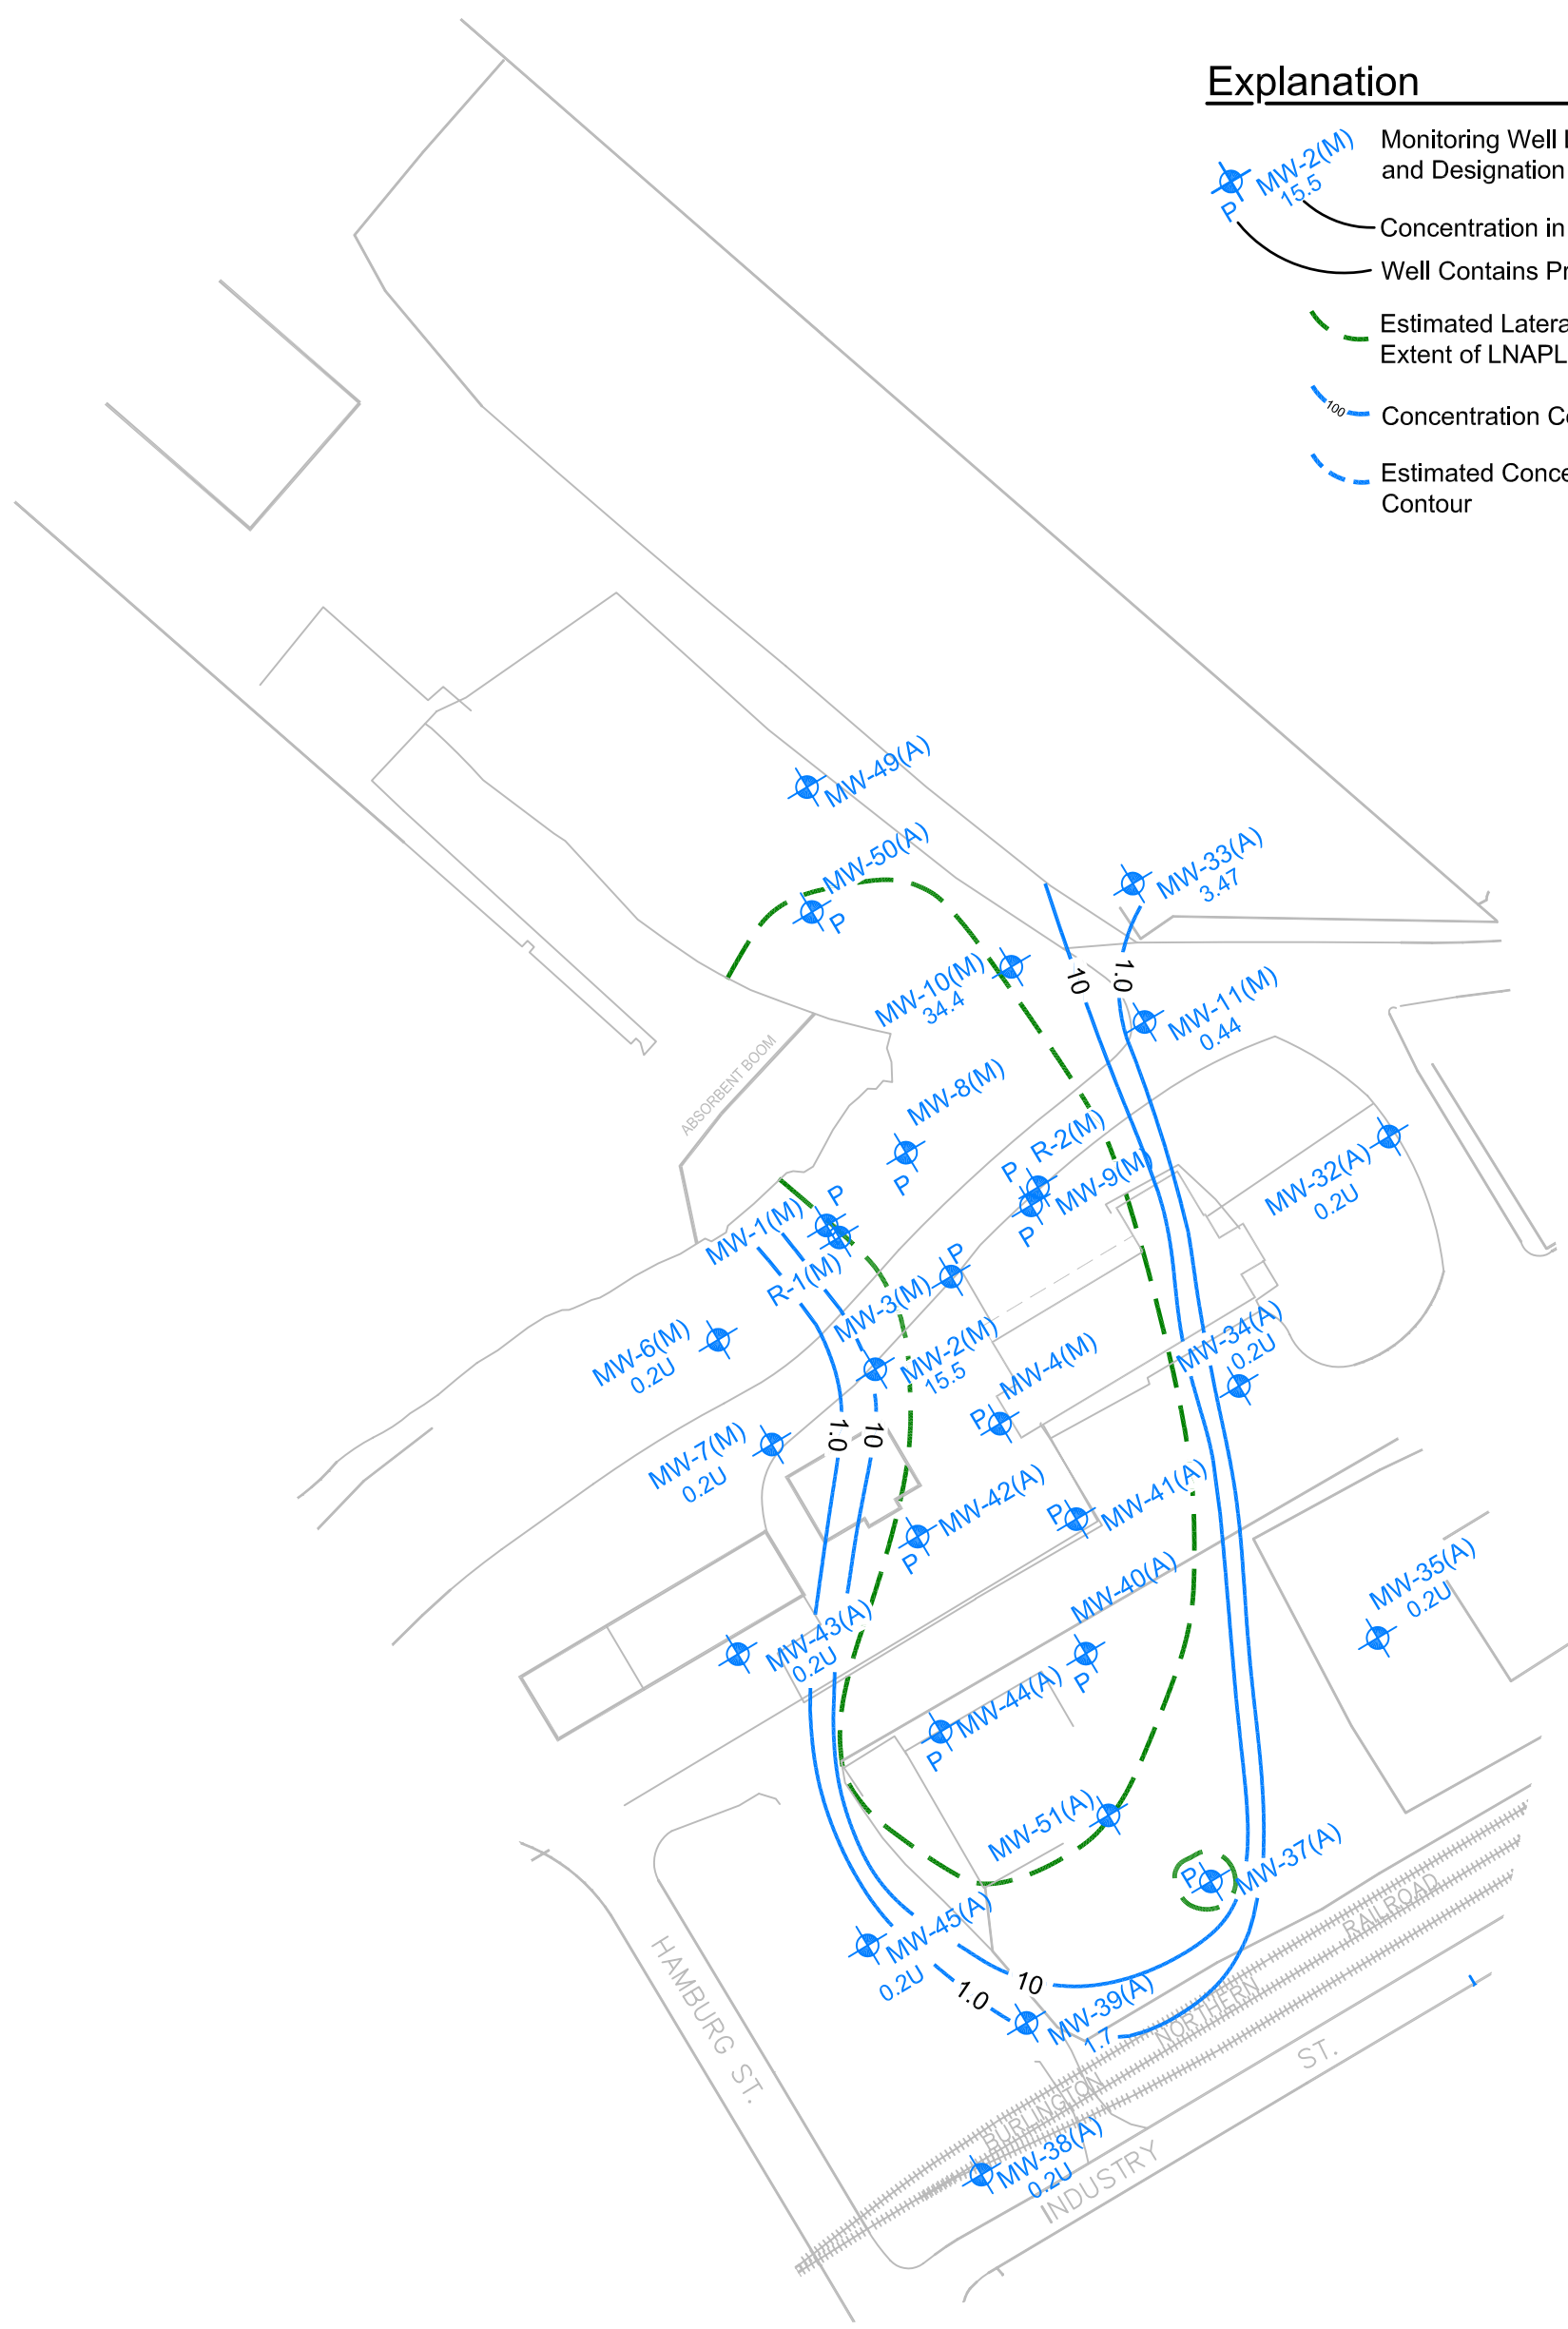 Explanation
MW-2(M)
15.5
P
Monitoring Well
and Designation
Concentration in
Well Contains
Estimated
Extent of LNAPL
100
Concentration
Estimated
Contour
MW-49(A)
MW-50(A)
P
MW-33(A)
3.47
MW-10(M)
34.4
10
1.0
MW-11(M)
0.44
ABSORBENT BOOM
MW-8(M)
P
R-2(M)
P
MW-9(M)
P
MW-32(A)
0.2U
P
MW-1(M)
R-1(M)
P
MW-3(M)
MW-6(M)
0.2U
MW-2(M)
15.5
MW-34(A)
0.2U
MW-4(M)
P
1.0
10
MW-7(M)
0.2U
MW-42(A)
P
MW-41(A)
P
MW-40(A)
P
MW-35(A)
0.2U
MW-43(A)
0.2U
MW-44(A)
P
MW-51(A)
MW-37(A)
P
MW-45(A)
0.2U
10
1.0
MW-39(A)
1.7
HAMBURG ST.
BURLINGTON NORTHERN RAILROAD
MW-38(A)
0.2U
INDUSTRY ST.